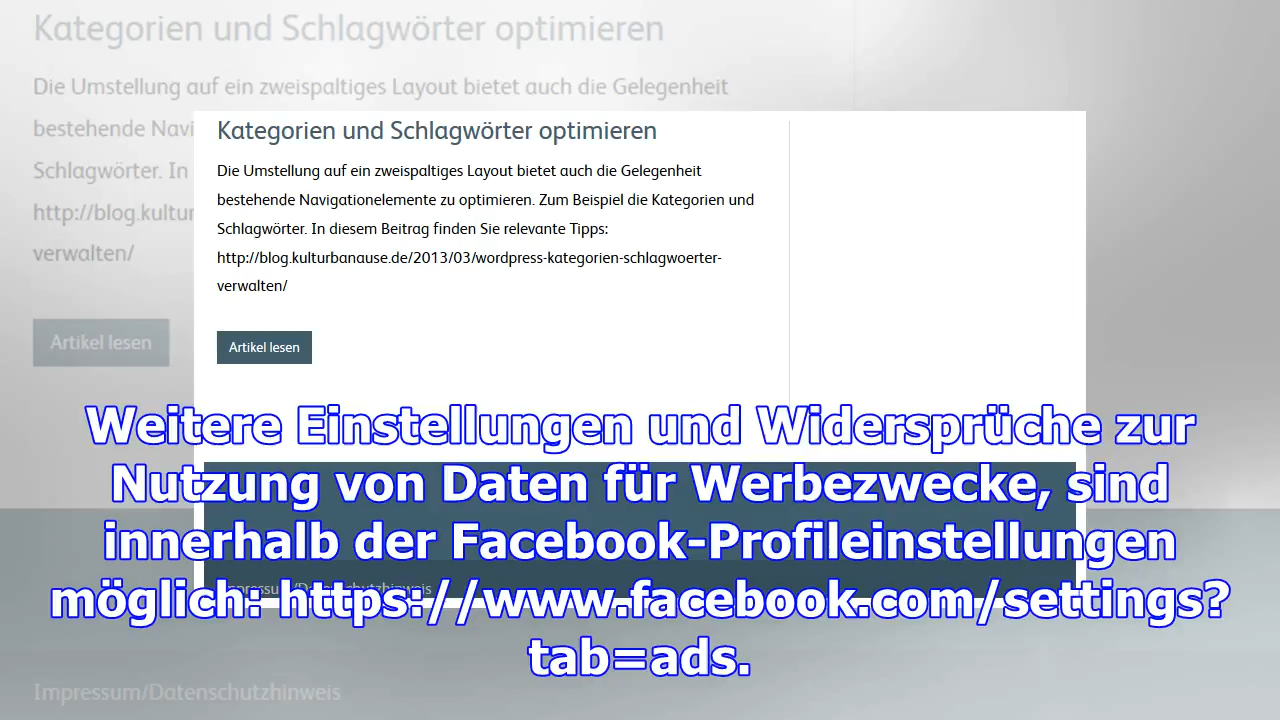 Kategorien und Schlagwörter optimieren
Die Umstellung auf ein zweispaltiges Layout bietet auch die Gelegenheit
bestehende Navi
Schlagwörter. In
http://blog.kultur
verwalten/
Artikel lesen
Kategorien und Schlagwörter optimieren
Die Umstellung auf ein zweispaltiges Layout bietet auch die Gelegenheit
bestehende Navigationelemente zu optimieren. Zum Beispiel die Kategorien und
Schlagwörter. In diesem Beitrag finden Sie relevante Tipps:
http://blog.kulturbanause.de/2013/03/wordpress-kategorien-schlagwoerter-
verwalten/
Artikel lesen
Weitere Einstellungen und Widersprüche zur
Nutzung von Daten für Werbezwecke, sind
innerhalb der Facebook-Profileinstellungen
Impressum/Datenschutzhinweis
möglich: https://www.facebook.com/settings?
tab=ads.
Impressum/Datenschutzhinweis